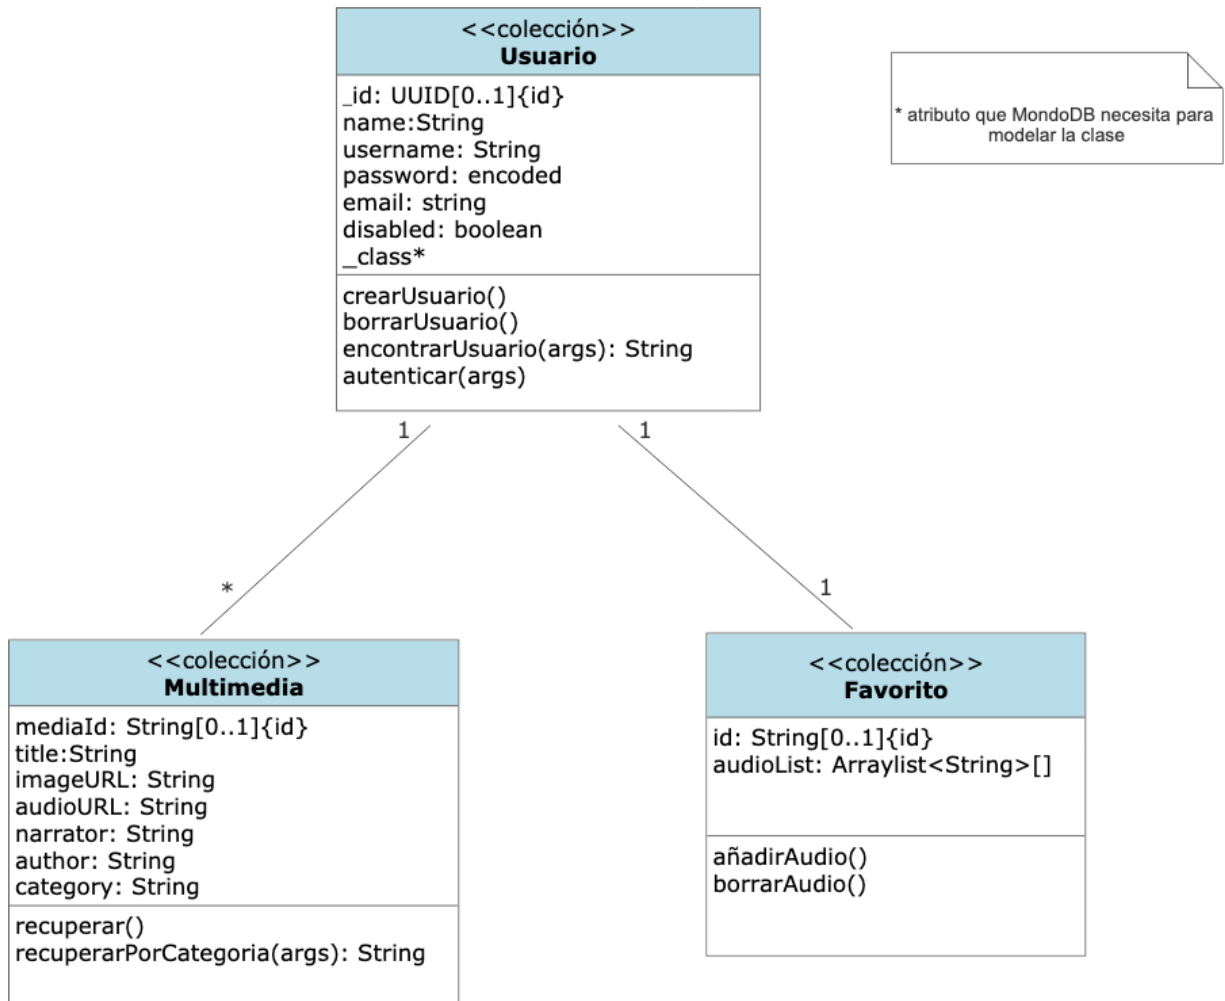 <<colección>>
Usuario
_id: UUID[0..1]{id}
name:String
username: String
password: encoded
email: string
disabled: boolean
_class*
crearUsuario()
borrarUsuario()
encontrarUsuario(args): String
autenticar(args)
* atributo que MondoDB necesita para
modelar la clase
1
1
*
1
<<colección>>
Multimedia
mediaId: String[0..1]{id}
title:String
imageURL: String
audioURL: String
narrator: String
author: String
category: String
recuperar()
recuperarPorCategoria(args): String
<<colección>>
Favorito
id: String[0..1]{id}
audioList: Arraylist<String>[]
añadirAudio()
borrarAudio()